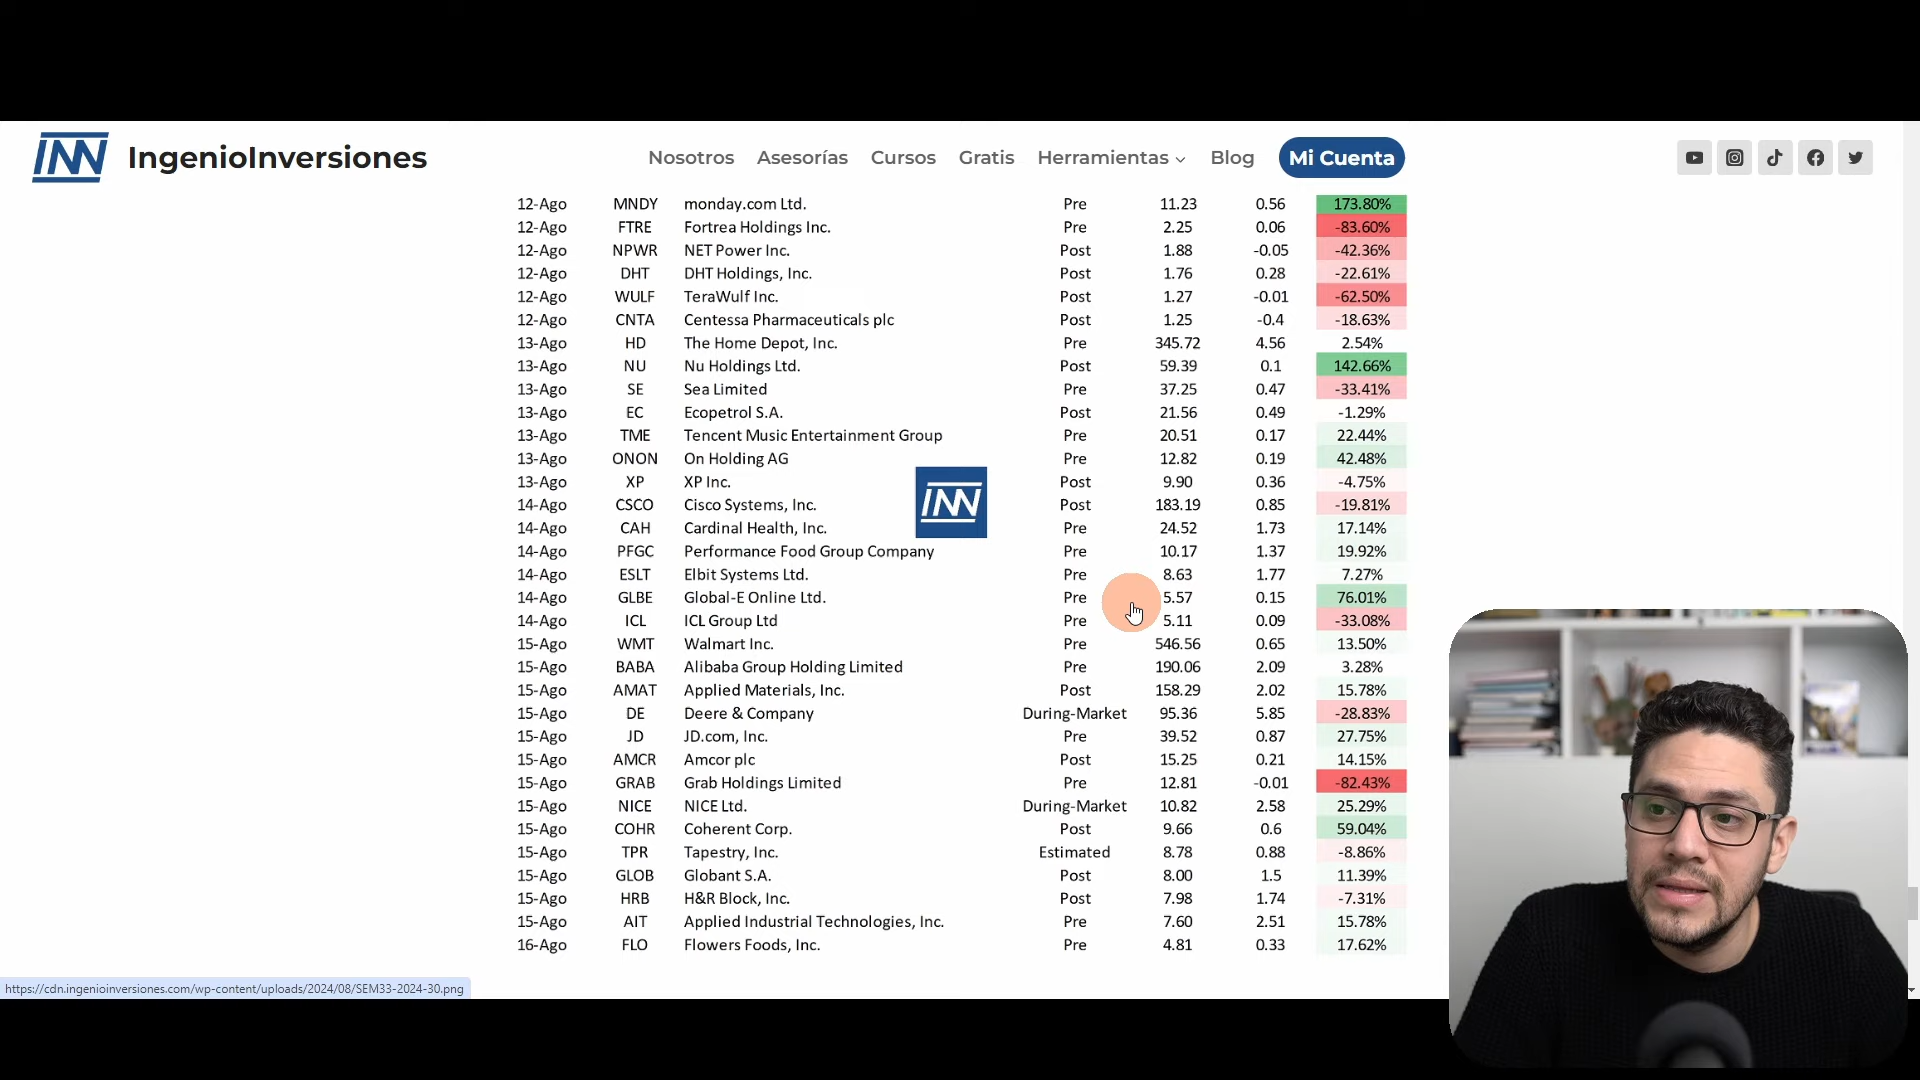 INN IngenioInversiones Nosotros Asesorías Cursos Gratis Herramientas Blog Mi Cuenta
12-Ago MNDY monday.com Ltd. Pre 11.23 0.56 173.80%
12-Ago FTRE Fortrea Holdings Inc. Pre 2.25 0.06 -83.60%
12-Ago NPWR NET Power Inc. Post 1.88 -0.05 -42.36%
12-Ago DHT DHT Holdings, Inc. Post 1.76 0.28 -22.61%
12-Ago WULF TeraWulf Inc. Post 1.27 -0.01 -62.50%
12-Ago CNTA Centessa Pharmaceuticals plc Post 1.25 -0.4 -18.63%
13-Ago HD The Home Depot, Inc. Pre 345.72 4.56 2.54%
13-Ago NU Nu Holdings Ltd. Post 59.39 0.1 142.66%
13-Ago SE Sea Limited Pre 37.25 0.47 -33.41%
13-Ago EC Ecopetrol S.A. Post 21.56 0.49 -1.29%
13-Ago TME Tencent Music Entertainment Group Pre 20.51 0.17 22.44%
13-Ago ONON On Holding AG Pre 12.82 0.19 42.48%
13-Ago XP XP Inc. Post 9.90 0.36 -4.75%
INN
14-Ago CSCO Cisco Systems, Inc. Post 183.19 0.85 -19.81%
14-Ago CAH Cardinal Health, Inc. Pre 24.52 1.73 17.14%
14-Ago PFGC Performance Food Group Company Pre 10.17 1.37 19.92%
14-Ago ESLT Elbit Systems Ltd. Pre 8.63 1.77 7.27%
14-Ago GLBE Global-E Online Ltd. Pre 5.57 0.15 76.01%
14-Ago ICL ICL Group Ltd Pre 5.11 0.09 -33.08%
15-Ago WMT Walmart Inc. Pre 546.56 0.65 13.50%
15-Ago BABA Alibaba Group Holding Limited Pre 190.06 2.09 3.28%
15-Ago AMAT Applied Materials, Inc. Post 158.29 2.02 15.78%
15-Ago DE Deere & Company During-Market 95.36 5.85 -28.83%
15-Ago JD JD.com, Inc. Pre 39.52 0.87 27.75%
15-Ago AMCR Amcor plc Post 15.25 0.21 14.15%
15-Ago GRAB Grab Holdings Limited Pre 12.81 -0.01 -82.43%
15-Ago NICE NICE Ltd. During-Market 10.82 2.58 25.29%
15-Ago COHR Coherent Corp. Post 9.66 0.6 59.04%
15-Ago TPR Tapestry, Inc. Estimated 8.78 0.88 -8.86%
15-Ago GLOB Globant S.A. Post 8.00 1.5 11.39%
15-Ago HRB H&R Block, Inc. Post 7.98 1.74 -7.31%
15-Ago AIT Applied Industrial Technologies, Inc. Pre 7.60 2.51 15.78%
16-Ago FLO Flowers Foods, Inc. Pre 4.81 0.33 17.62%
https://cdn.ingenioinversiones.com/wp-content/uploads/2024/08/SEM33-2024-30.png